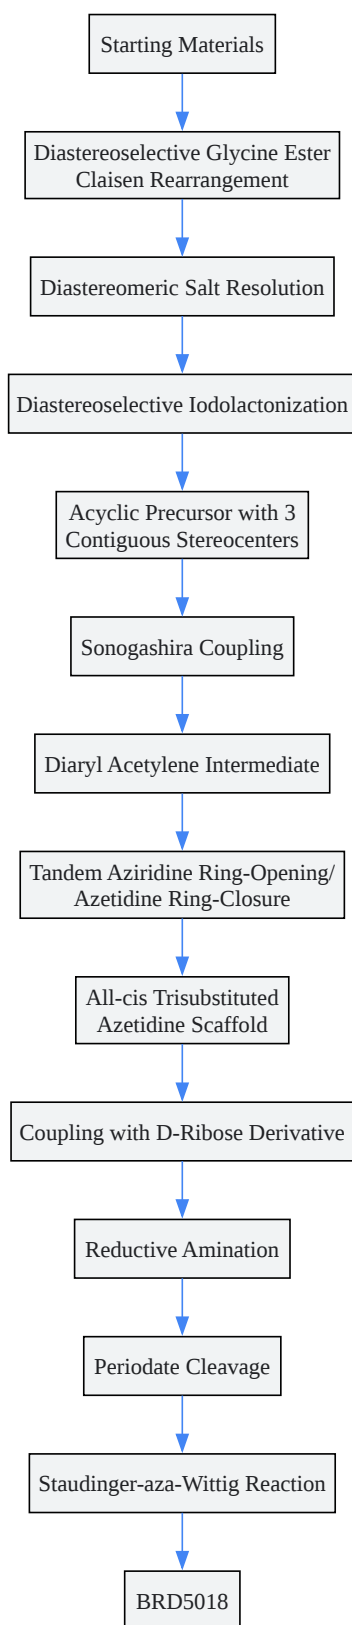 Starting Materials
Diastereoselective Glycine Ester
Claisen Rearrangement
Diastereomeric Salt Resolution
Diastereoselective Iodolactonization
Acyclic Precursor with 3
Contiguous Stereocenters
Sonogashira Coupling
Diaryl Acetylene Intermediate
Tandem Aziridine Ring-Opening/
Azetidine Ring-Closure
All-cis Trisubstituted
Azetidine Scaffold
Coupling with D-Ribose Derivative
Reductive Amination
Periodate Cleavage
Staudinger-aza-Wittig Reaction
BRD5018